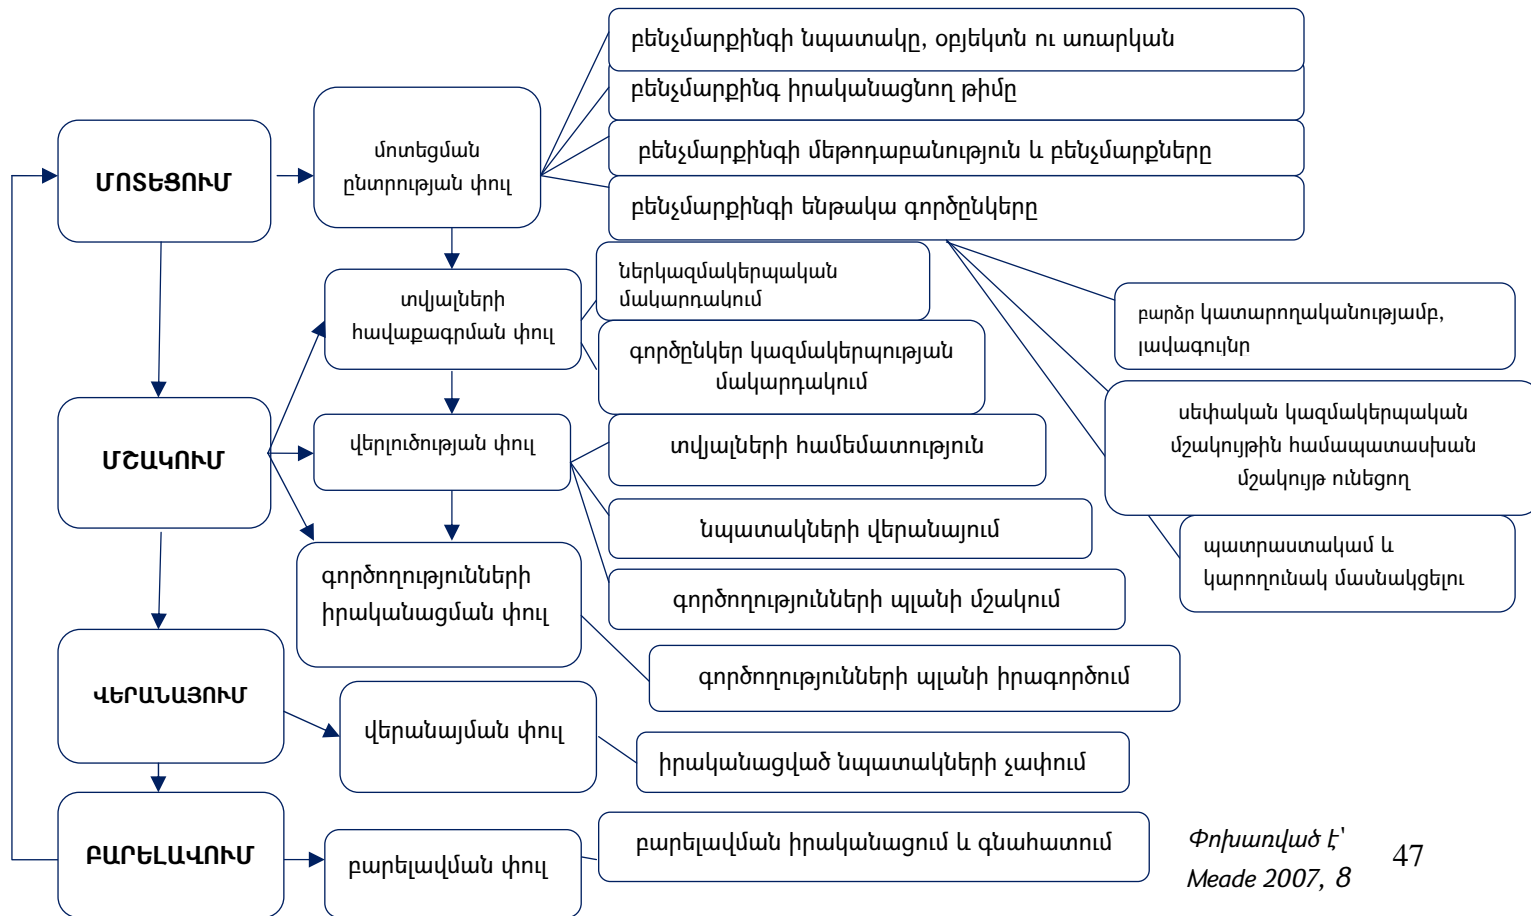 բենչմարքինգի նպատակը, օբյեկտն ու առարկան
բենչմարքինգ իրականացնող թիմը
բենչմարքինգի մեթոդաբանություն և բենչմարքները
բենչմարքինգի ենթակա գործընկերը
ՄՈՏԵՑՈՒՄ
մոտեցման
ընտրության փուլ
տվյալների
հավաքագրման փուլ
ներկազմակերպական
մակարդակում
գործընկեր կազմակերպության
մակարդակում
բարձր կատարողականությամբ,
լավագույնը
սեփական կազմակերպական
մշակույթին համապատասխան
մշակույթ ունեցող
պատրաստակամ և
կարողունակ մասնակցելու
ՄՇԱԿՈՒՄ
վերլուծության փուլ
տվյալների համեմատություն
նպատակների վերանայում
գործողությունների պլանի մշակում
գործողությունների
իրականացման փուլ
գործողությունների պլանի իրագործում
ՎԵՐԱՆԱՅՈՒՄ
վերանայման փուլ
իրականացված նպատակների չափում
ԲԱՐԵԼԱՎՈՒՄ
բարելավման փուլ
բարելավման իրականացում և գնահատում
Փոխառված է՝
Meade 2007, 8
47